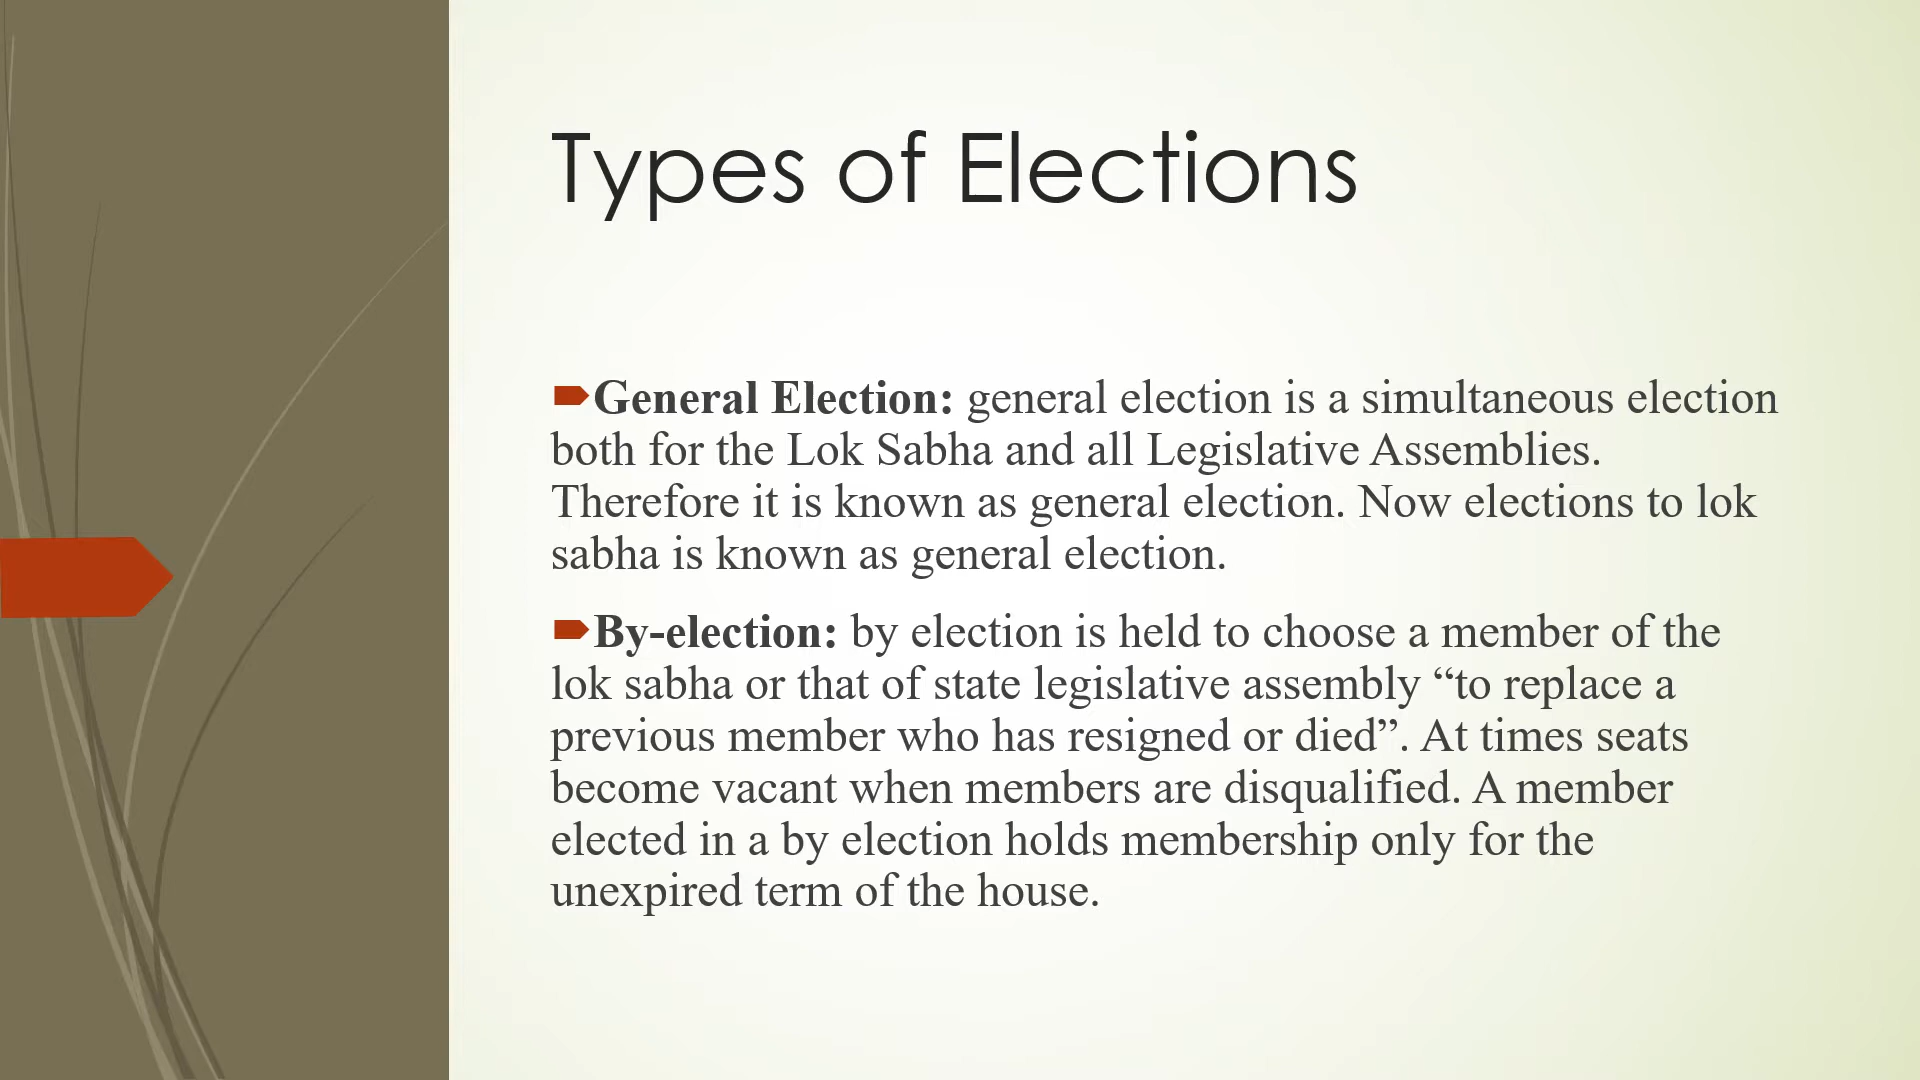 Types of Elections
General Election: general election is a simultaneous election
both for the Lok Sabha and all Legislative Assemblies.
Therefore it is known as general election. Now elections to lok
sabha is known as general election.
By-election: by election is held to choose a member of the
lok sabha or that of state legislative assembly “to replace a
previous member who has resigned or died”. At times seats
become vacant when members are disqualified. A member
elected in a by election holds membership only for the
unexpired term of the house.